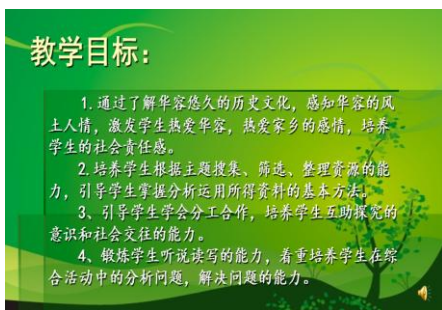 教学目标：
1.通过了解华容悠久的历史文化，感知华容的风
土人情，激发学生热爱华容，热爱家乡的感情，培养
学生的社会责任感。
2.培养学生根据主题搜集、筛选、整理资源的能
力，引导学生掌握分析运用所得资料的基本方法。
3、引导学生学会分工合作，培养学生互助探究的
意识和社会交往的能力。
4、锻炼学生听说读写的能力，着重培养学生在综
合活动中的分析问题，解决问题的能力。